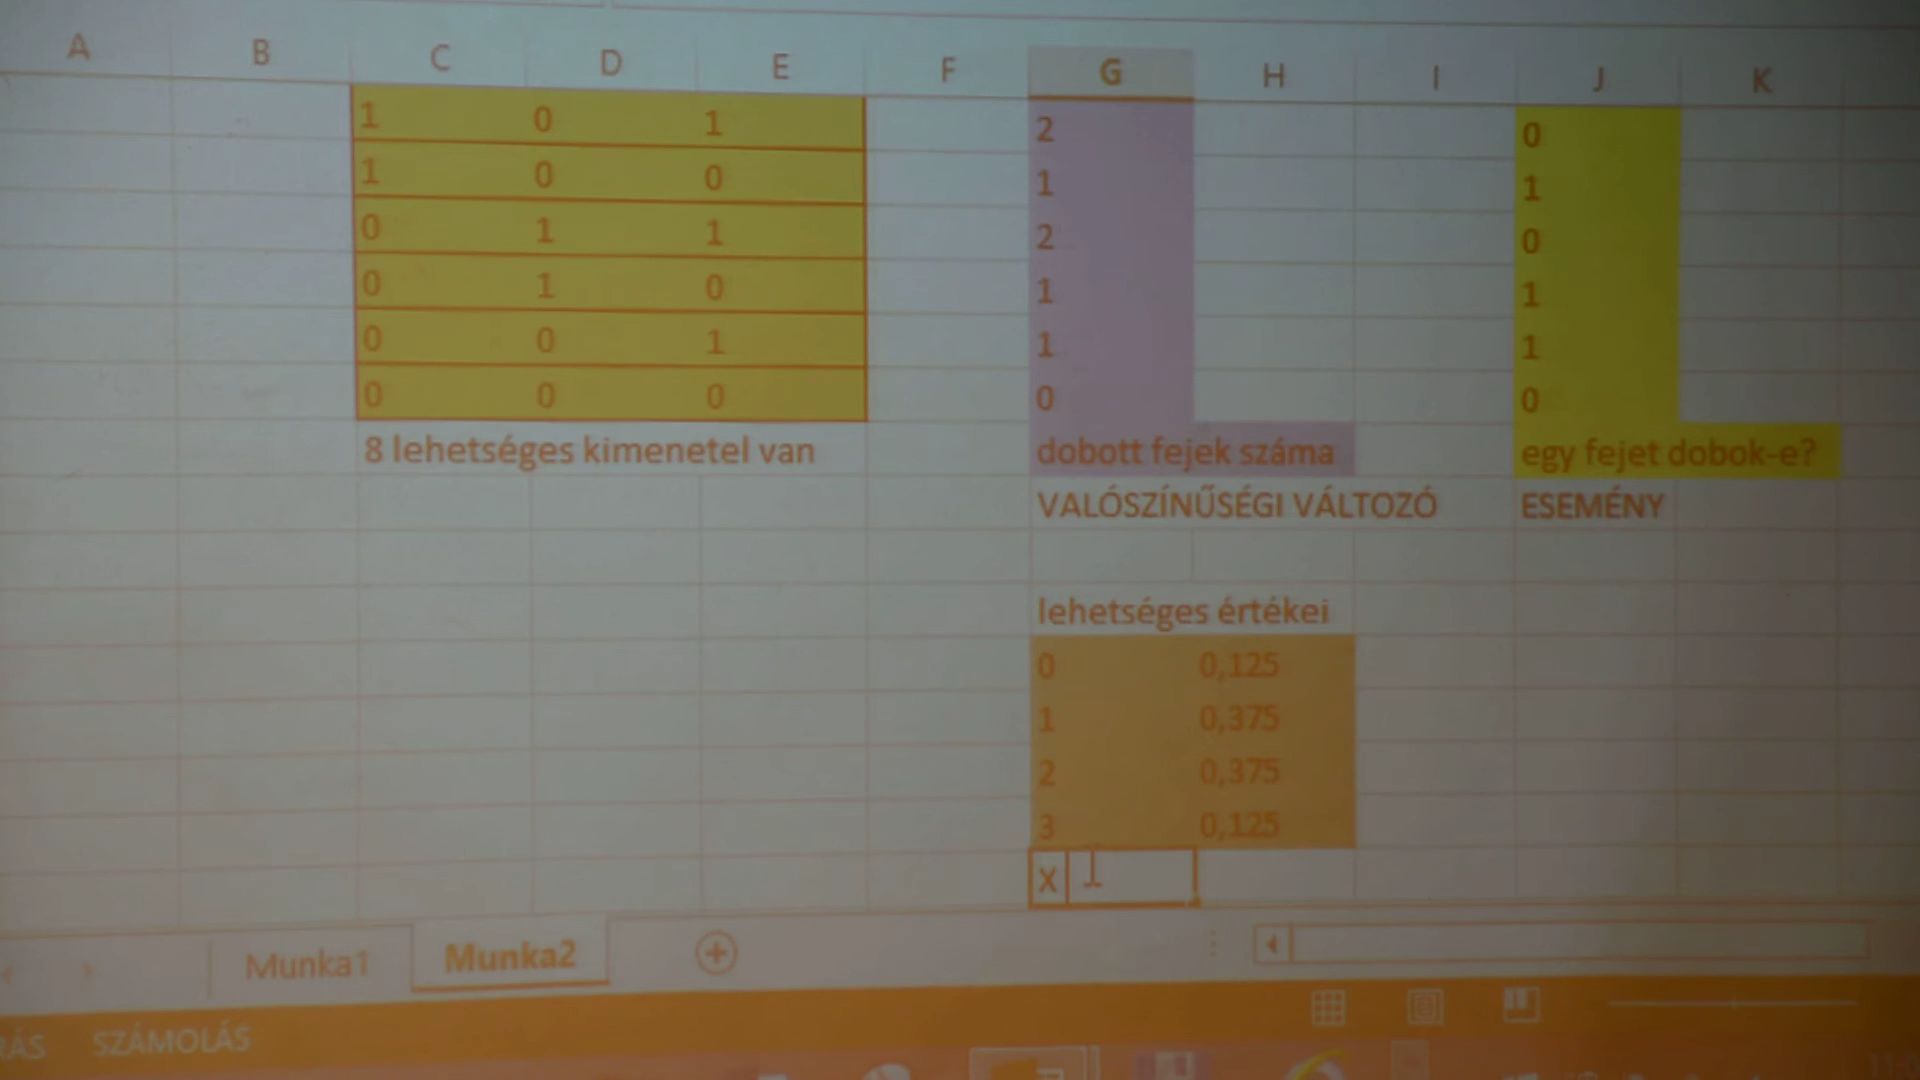 A B C D E F G H I J K
1 0 1 2 0
1 0 0 1 1
0 1 1 2 0
0 1 0 1 1
0 0 1 1 1
0 0 0 0 0
8 lehetséges kimenetel van dobott fejek száma egy fejet dobok-e?
VALÓSZÍNŰSÉGI VÁLTOZÓ ESEMÉNY
lehetséges értékei
0 0,125
1 0,375
2 0,375
3 0,125
X
Munka1 Munka2
SZÁMOLÁS